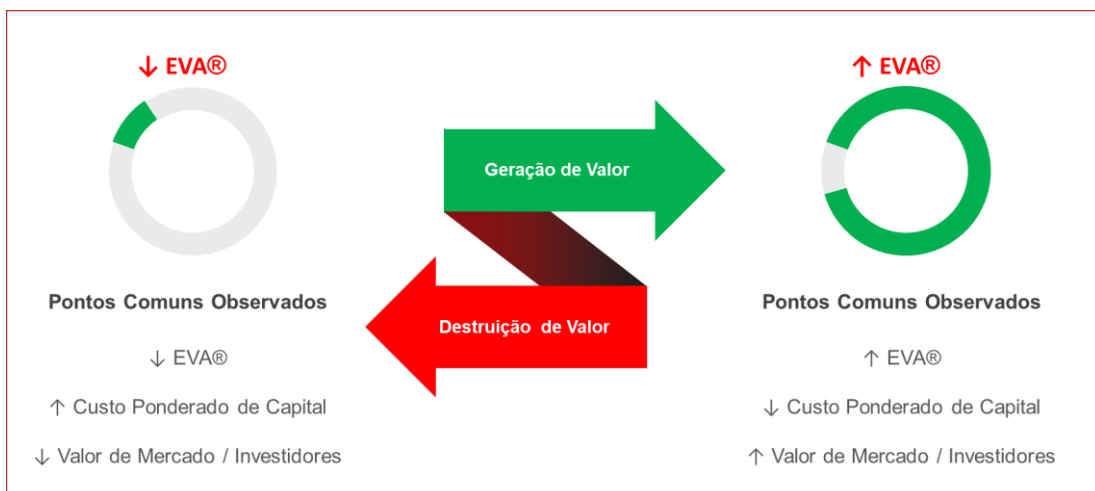 ↓ EVA®
↑ EVA®
Geração de Valor
Destruição de Valor
Pontos Comuns Observados
↓ EVA®
↑ Custo Ponderado de Capital
↓ Valor de Mercado / Investidores
Pontos Comuns Observados
↑ EVA®
↓ Custo Ponderado de Capital
↑ Valor de Mercado / Investidores